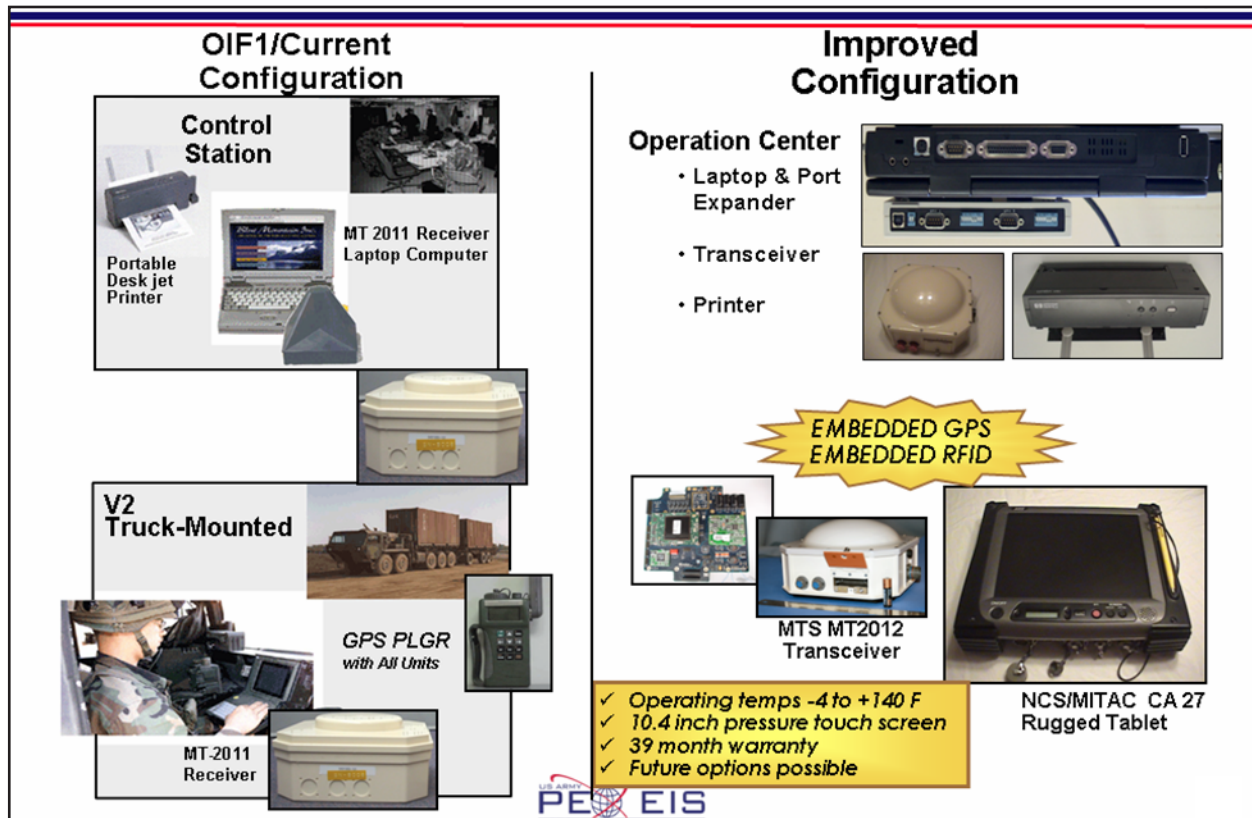 OIF1/Current
Configuration
Control
Station
Portable
Desk jet
Printer
MT 2011 Receiver
Laptop Computer
V2
Truck-Mounted
GPS PLGR
with All Units
MT-2011
Receiver
Improved
Configuration
Operation Center
• Laptop & Port
Expander
• Transceiver
• Printer
EMBEDDED GPS
EMBEDDED RFID
MTS MT2012
Transceiver
NCS/MITAC CA 27
Rugged Tablet
✓ Operating temps -4 to +140 F
✓ 10.4 inch pressure touch screen
✓ 39 month warranty
✓ Future options possible
US ARMY
PEO EIS